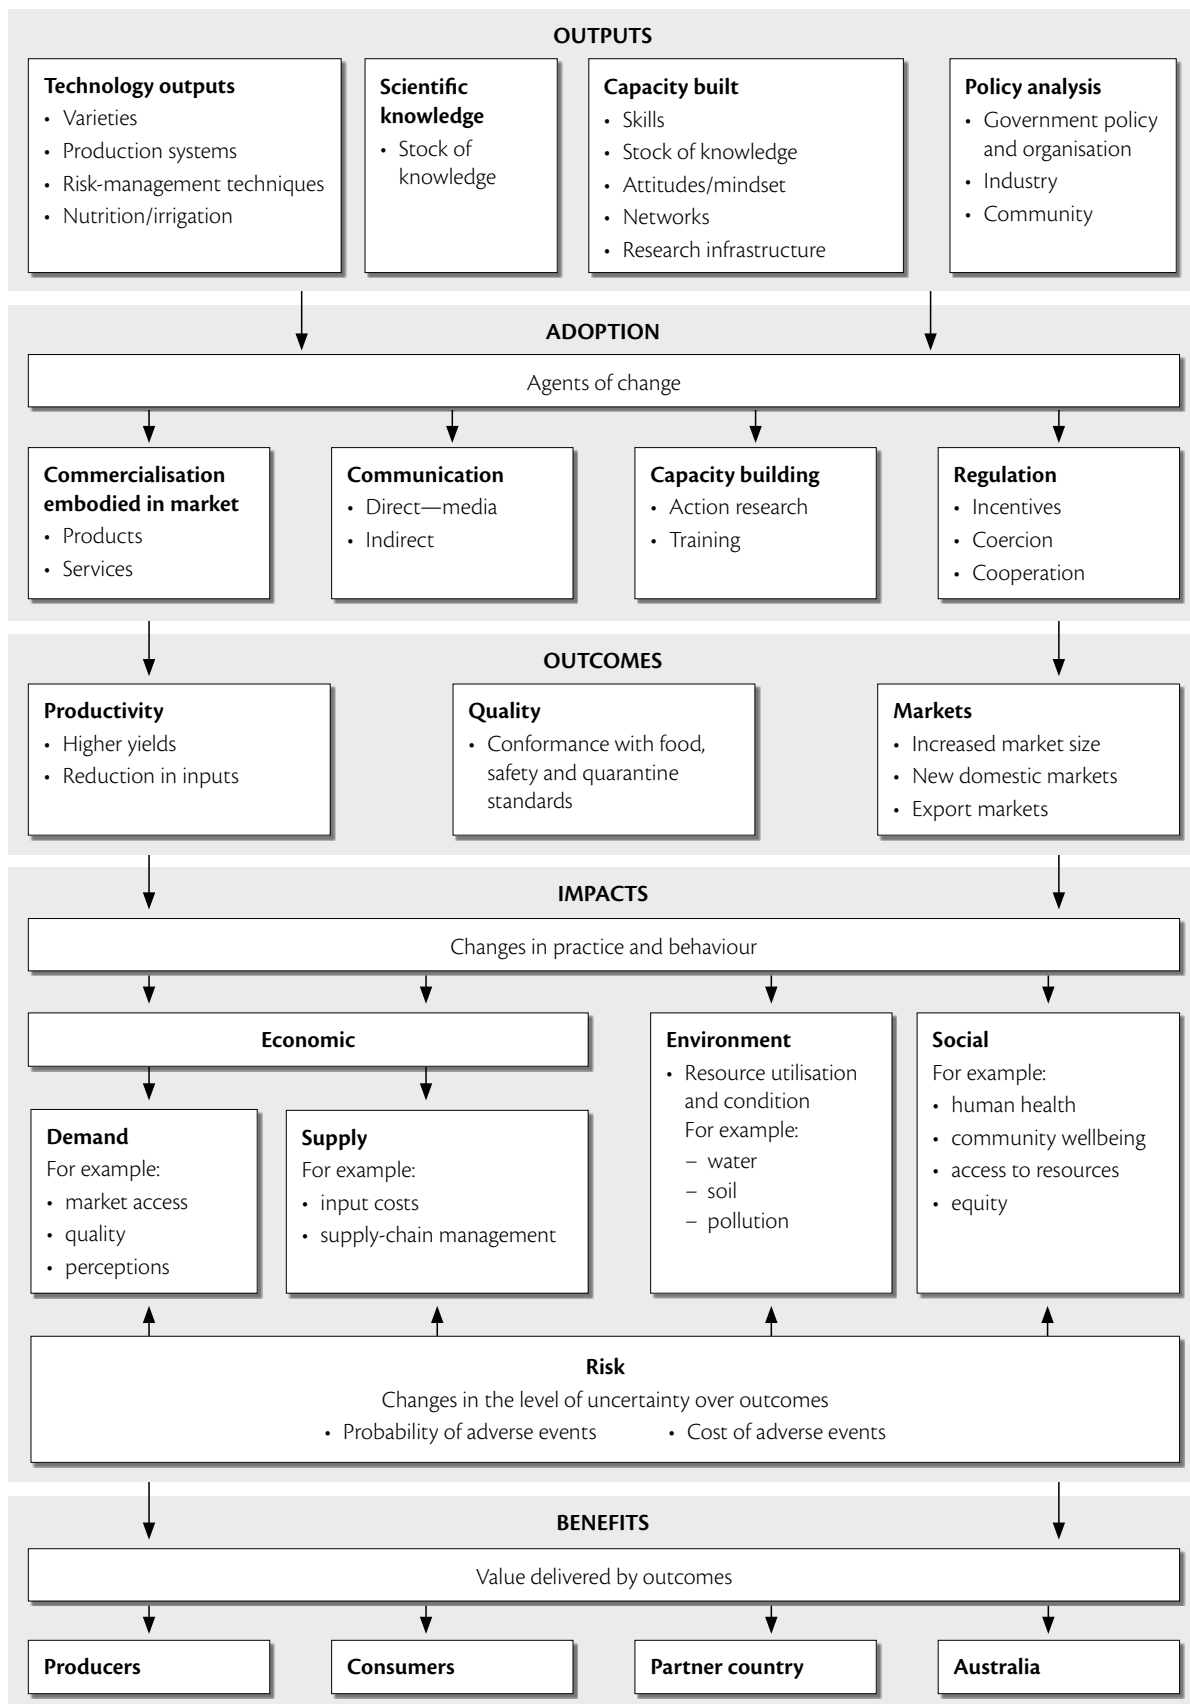 OUTPUTS
Technology outputs
• Varieties
• Production systems
• Risk-management techniques
• Nutrition/irrigation
Scientific
knowledge
• Stock of
knowledge
Capacity built
• Skills
• Stock of knowledge
• Attitudes/mindset
• Networks
• Research infrastructure
Policy analysis
• Government policy
and organisation
• Industry
• Community
ADOPTION
Agents of change
Commercialisation
embodied in market
• Products
• Services
Communication
• Direct—media
• Indirect
Capacity building
• Action research
• Training
Regulation
• Incentives
• Coercion
• Cooperation
OUTCOMES
Productivity
• Higher yields
• Reduction in inputs
Quality
• Conformance with food,
safety and quarantine
standards
Markets
• Increased market size
• New domestic markets
• Export markets
IMPACTS
Changes in practice and behaviour
Economic
Demand
For example:
• market access
• quality
• perceptions
Supply
For example:
• input costs
• supply-chain management
Environment
• Resource utilisation
and condition
For example:
– water
– soil
– pollution
Social
For example:
• human health
• community wellbeing
• access to resources
• equity
Risk
Changes in the level of uncertainty over outcomes
• Probability of adverse events • Cost of adverse events
BENEFITS
Value delivered by outcomes
Producers
Consumers
Partner country
Australia